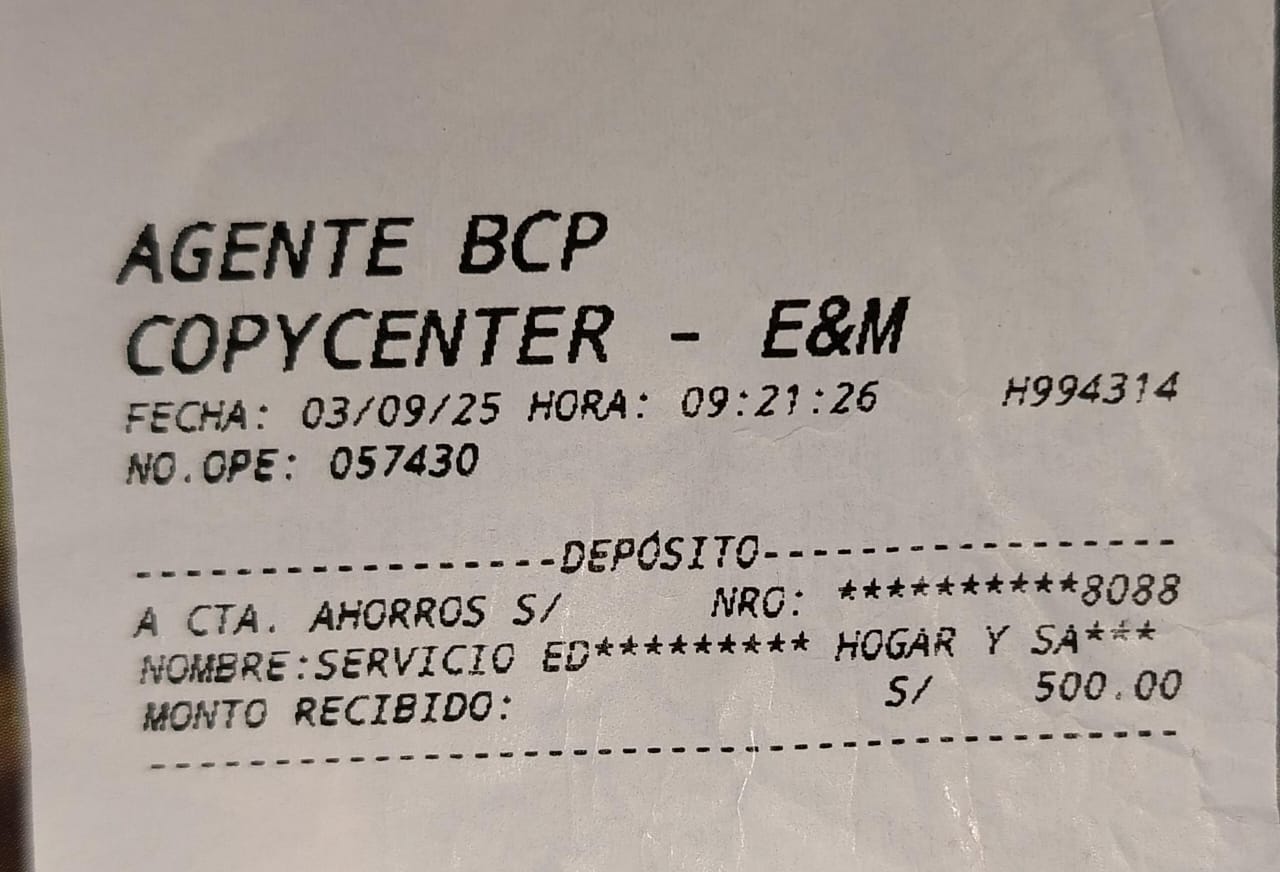 AGENTE BCP
COPYCENTER - E&M
FECHA: 03/09/25 HORA: 09:21:26 H994314
NO.OPE: 057430
--------------------DEPÓSITO--------------------
A CTA. AHORROS S/ NRO: **********8088
NOMBRE:SERVICIO ED********* HOGAR Y SA***
MONTO RECIBIDO: S/ 500.00
------------------------------------------------